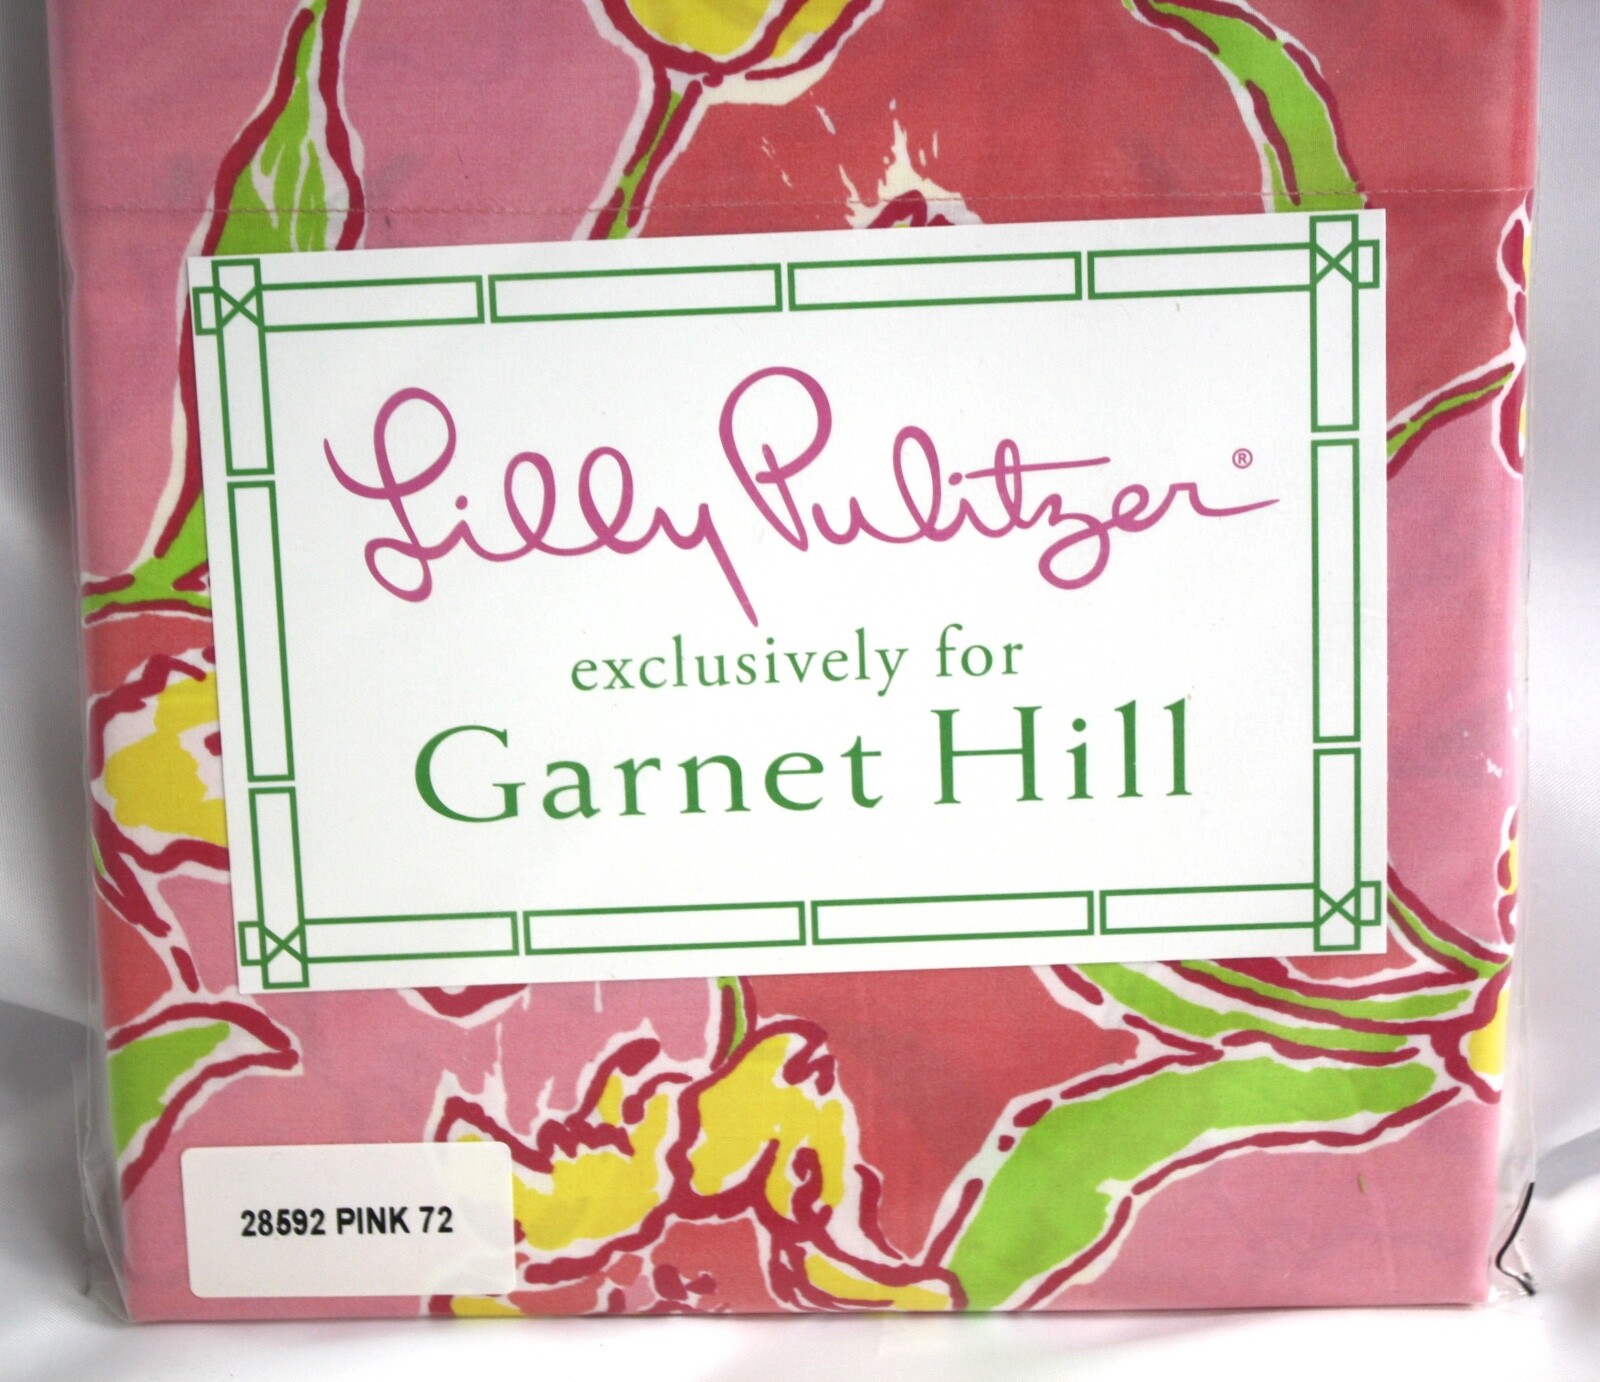 Lilly Pulitzer®
exclusively for
Garnet Hill
28592 PINK 72